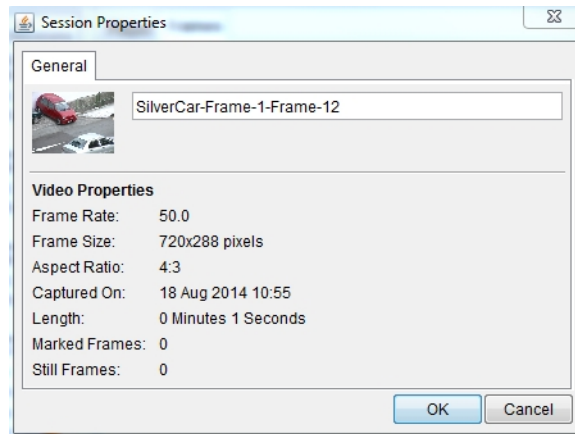 Session Properties
General
SilverCar-Frame-1-Frame-12
Video Properties
Frame Rate: 50.0
Frame Size: 720x288 pixels
Aspect Ratio: 4:3
Captured On: 18 Aug 2014 10:55
Length: 0 Minutes 1 Seconds
Marked Frames: 0
Still Frames: 0
OK Cancel